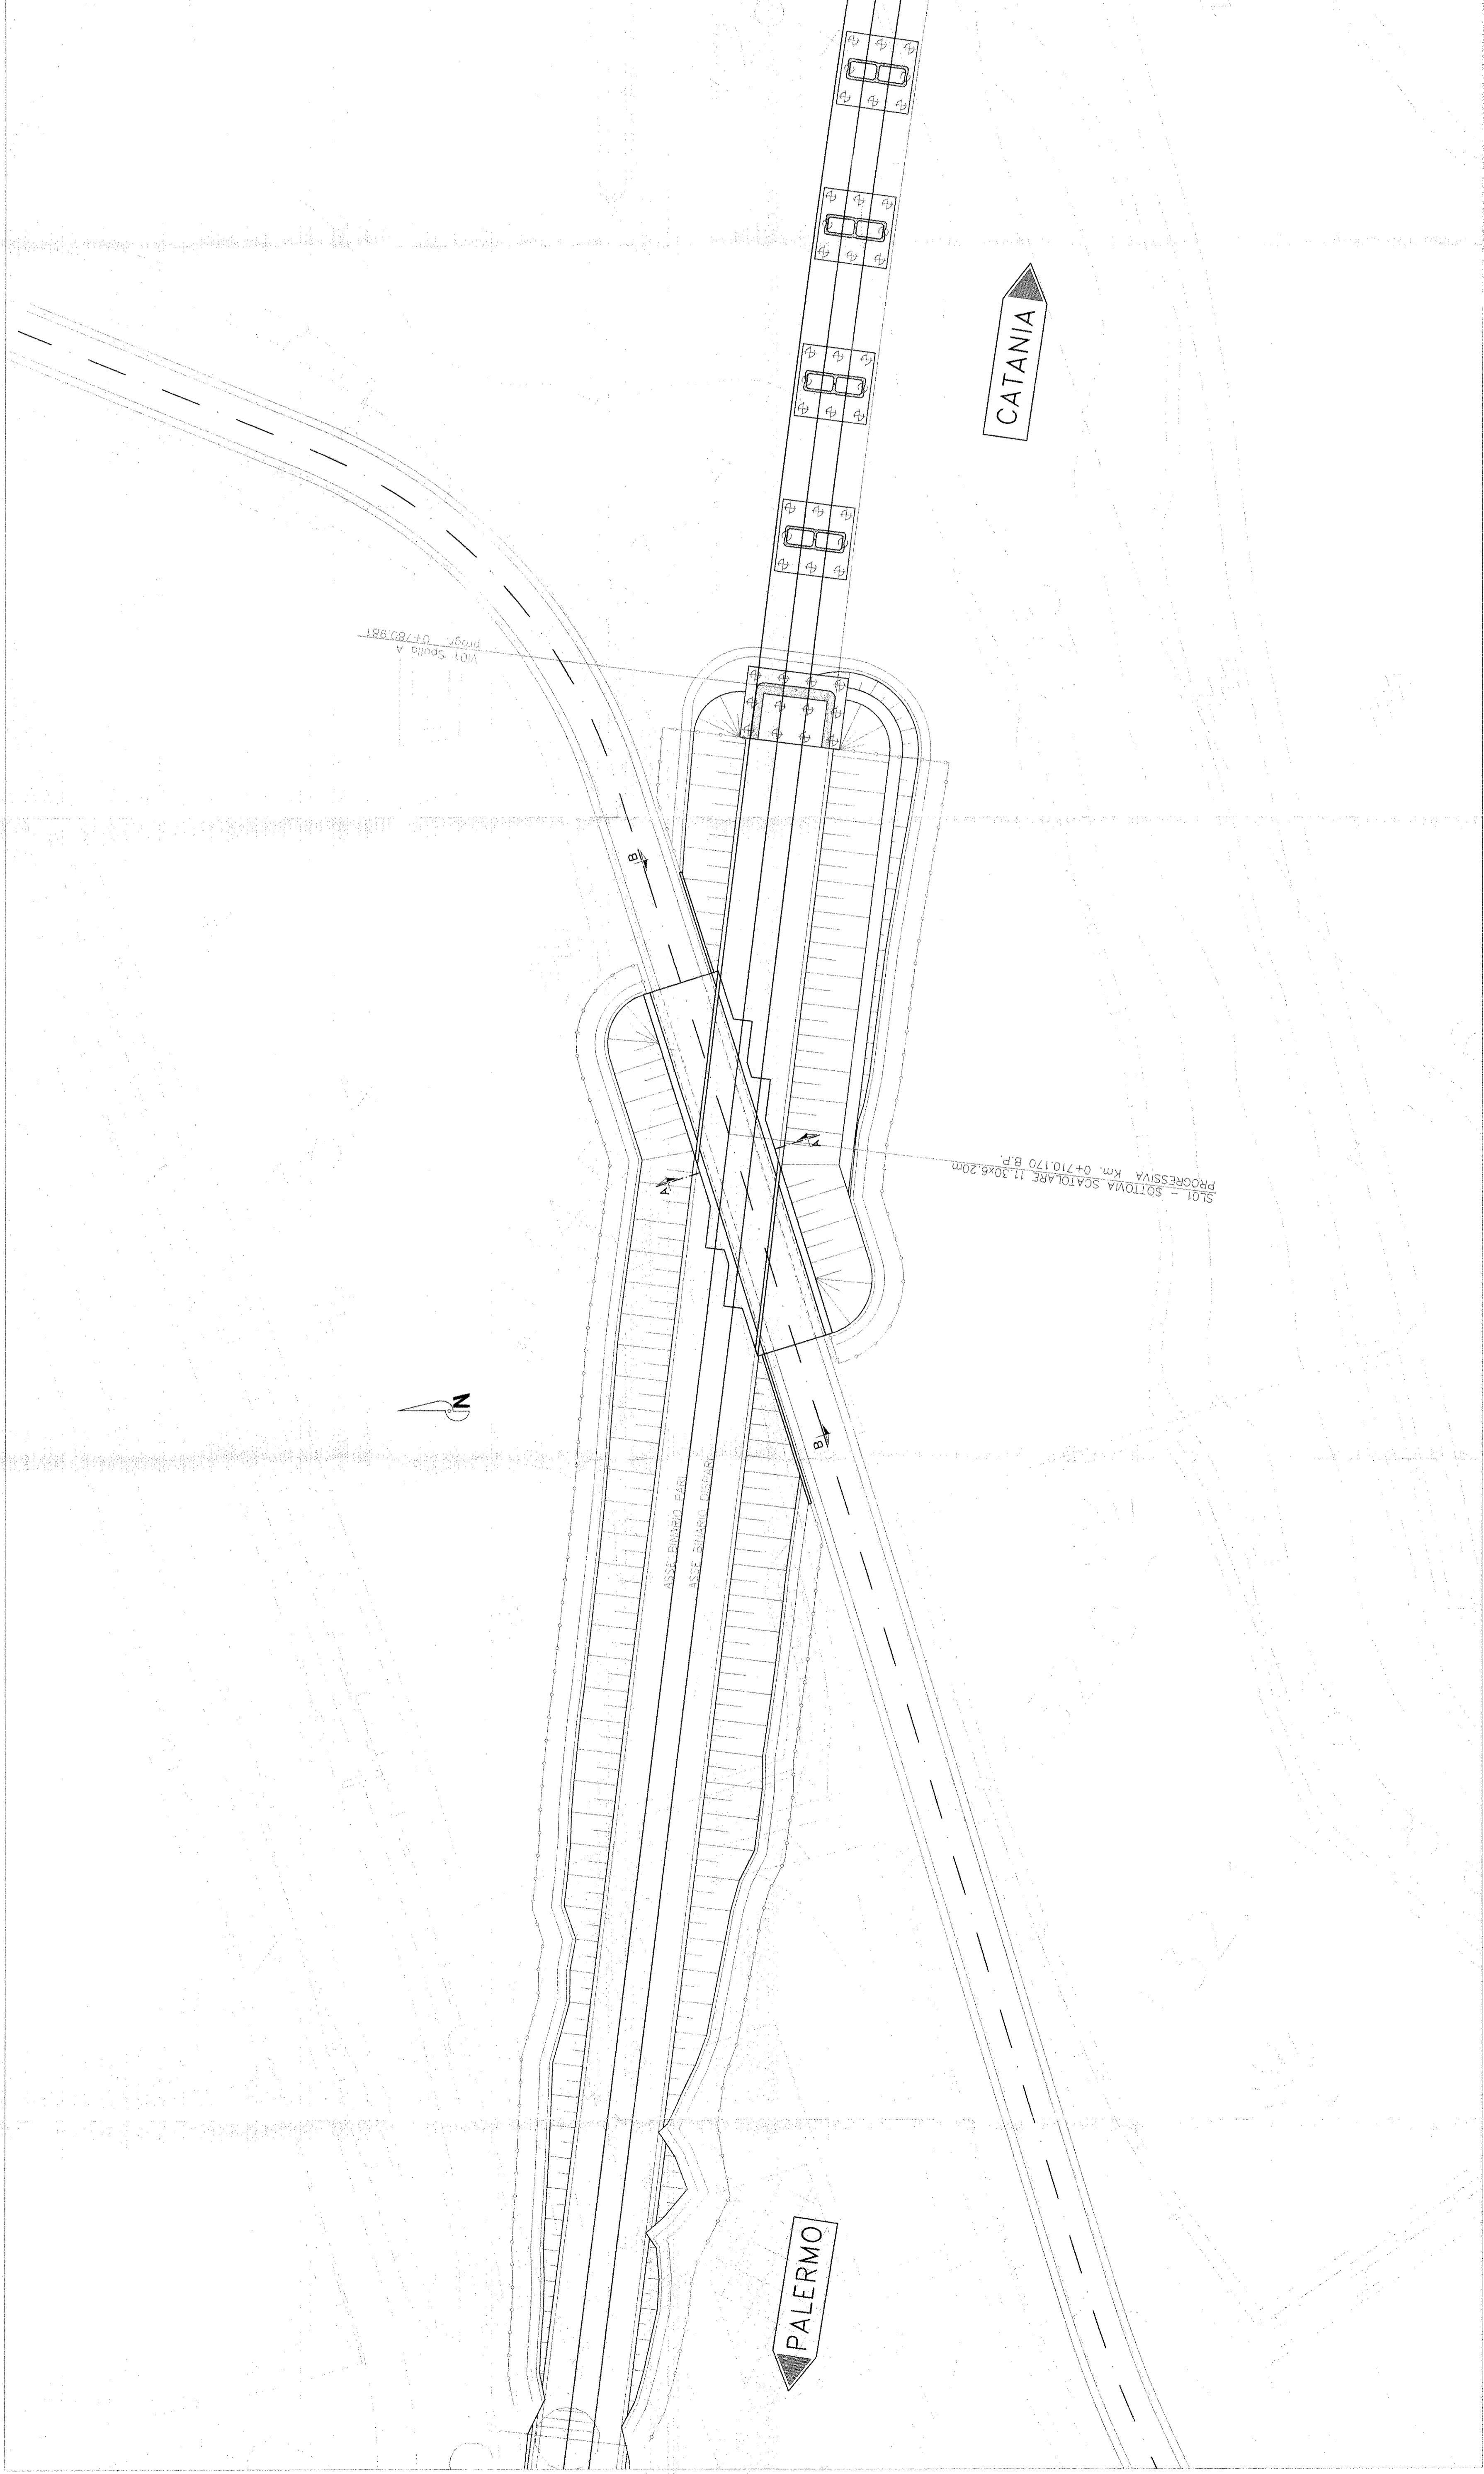 CATANIA
VI01 Spalla A
progr. 0+780.981
B
A
A
SL01 - SOTTOVIA SCATOLARE 11.30x6.20m
PROGRESSIVA Km. 0+710.170 B.P.
N
B
ASSE BINARIO PARI
ASSE BINARIO DISPARI
PALERMO